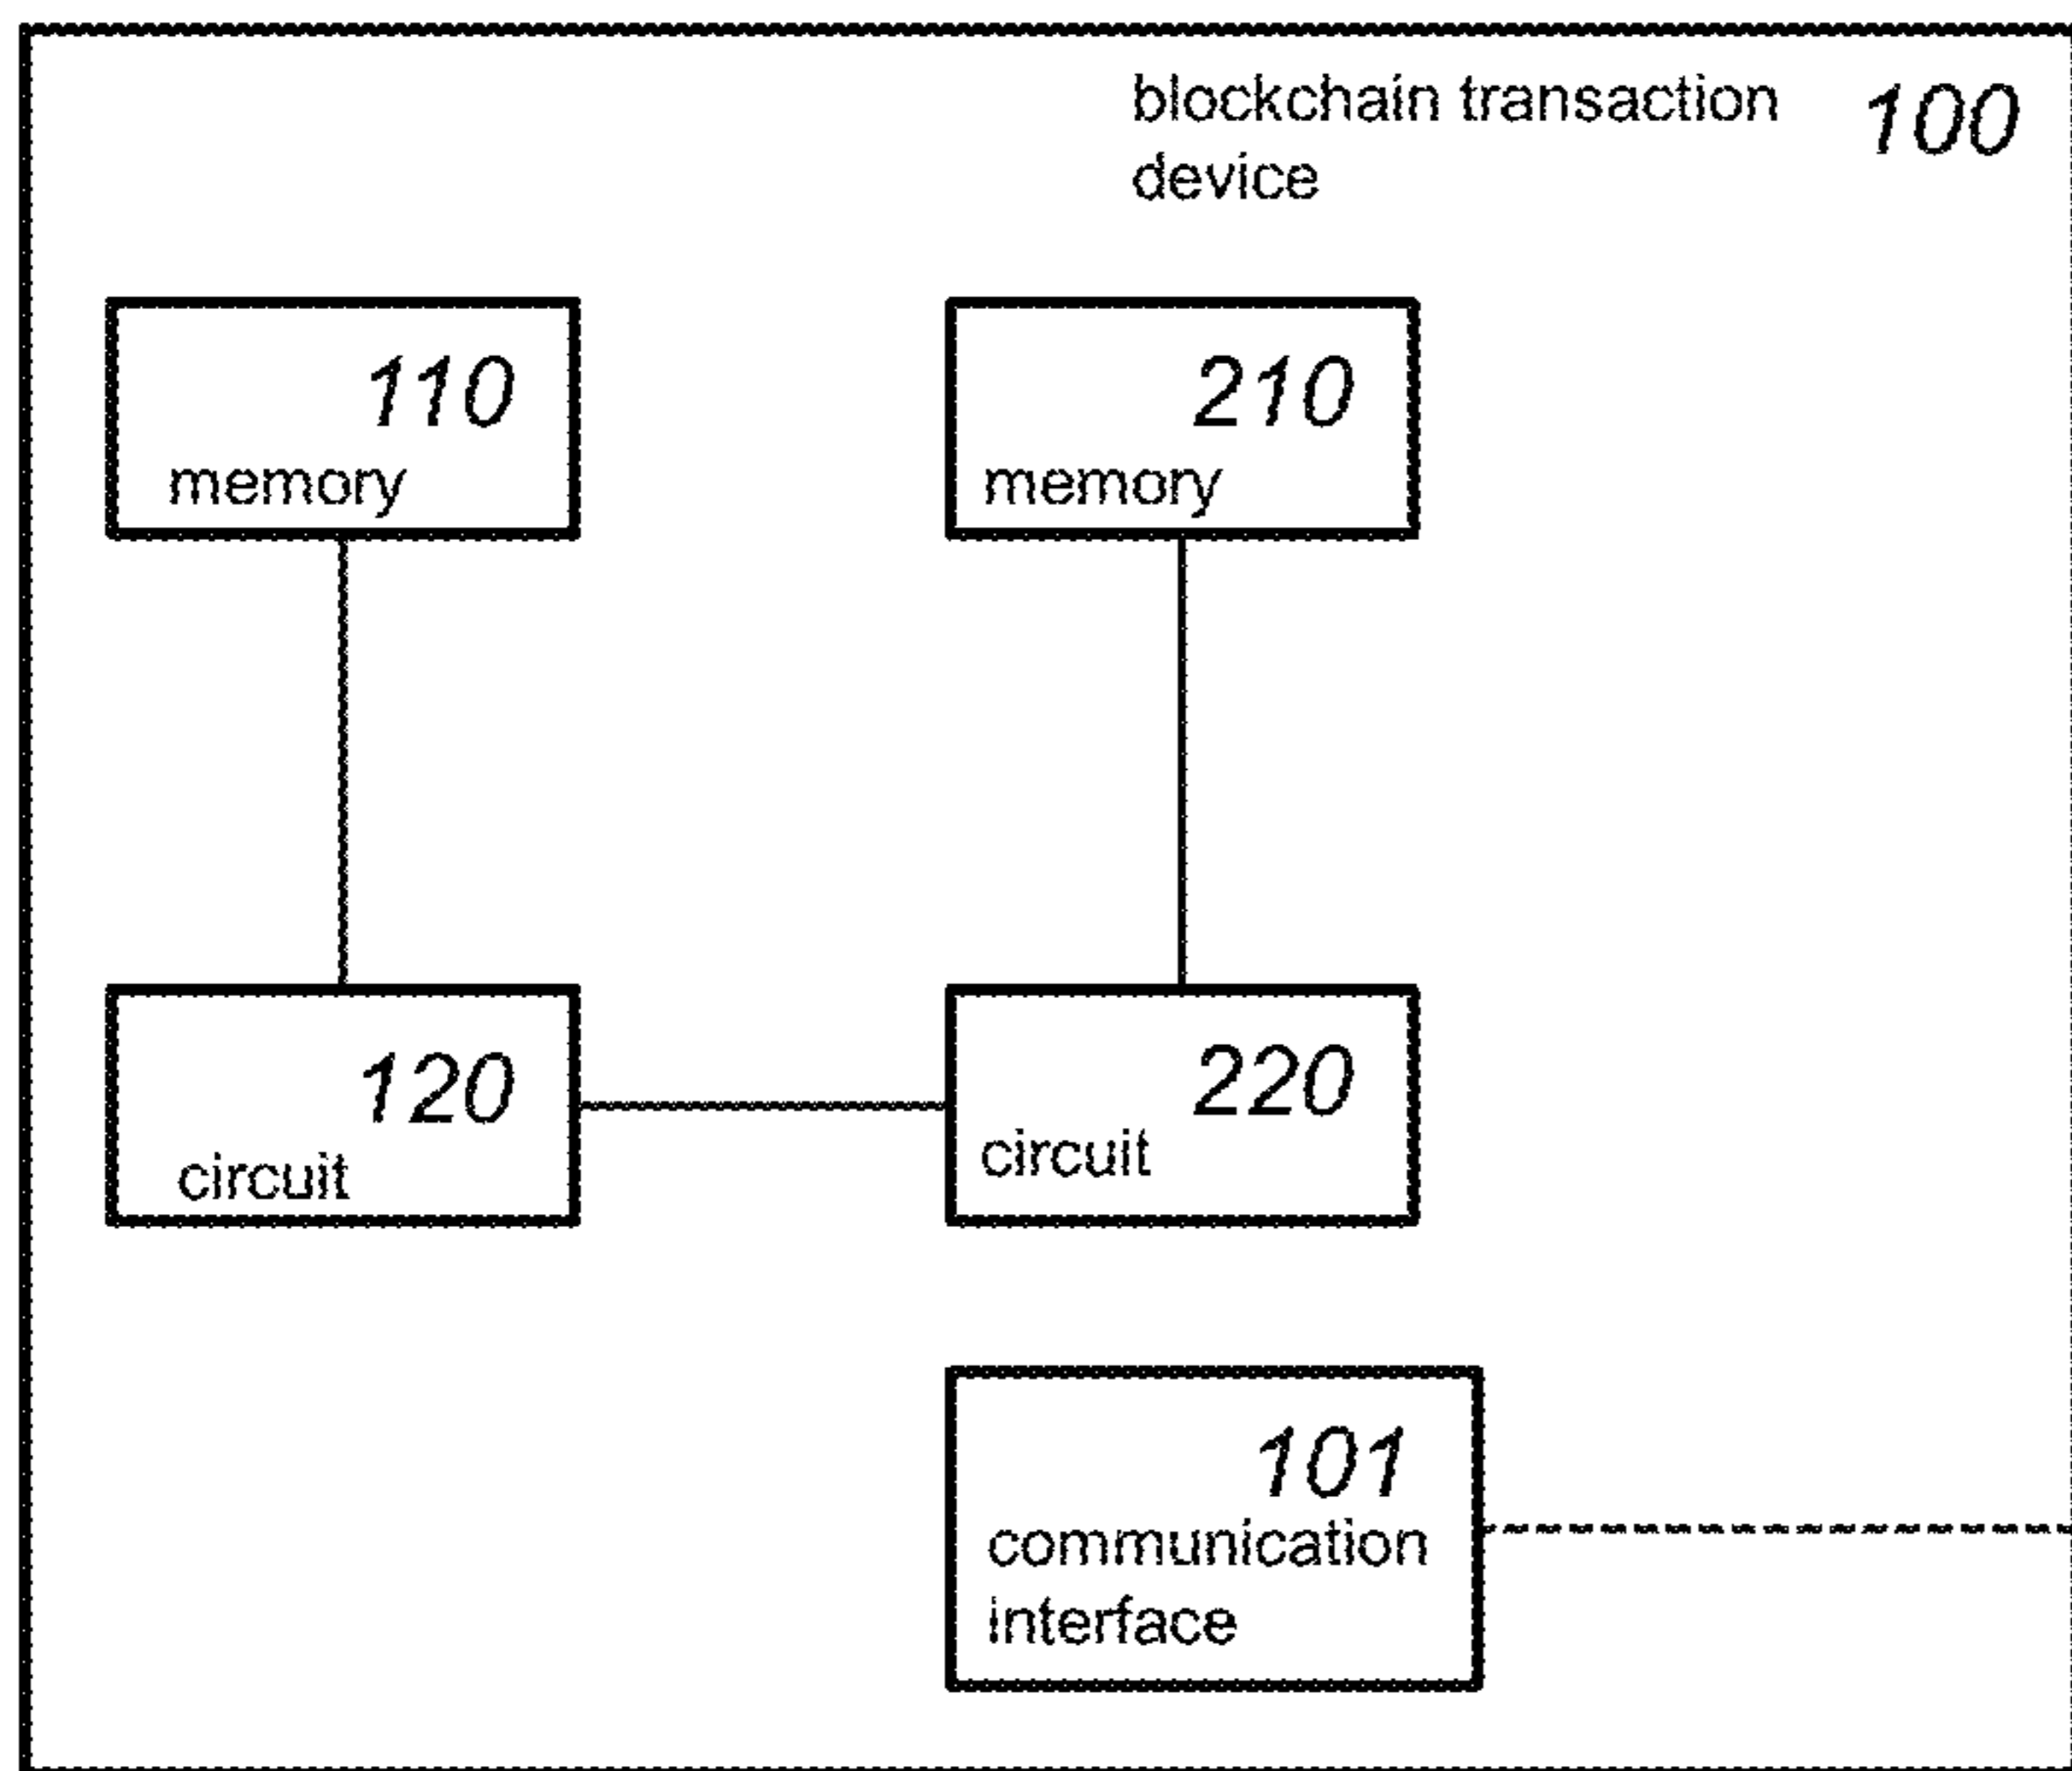 blockchain transaction 100
device
110
memory
210
memory
120
circuit
220
circuit
101
communication
interface